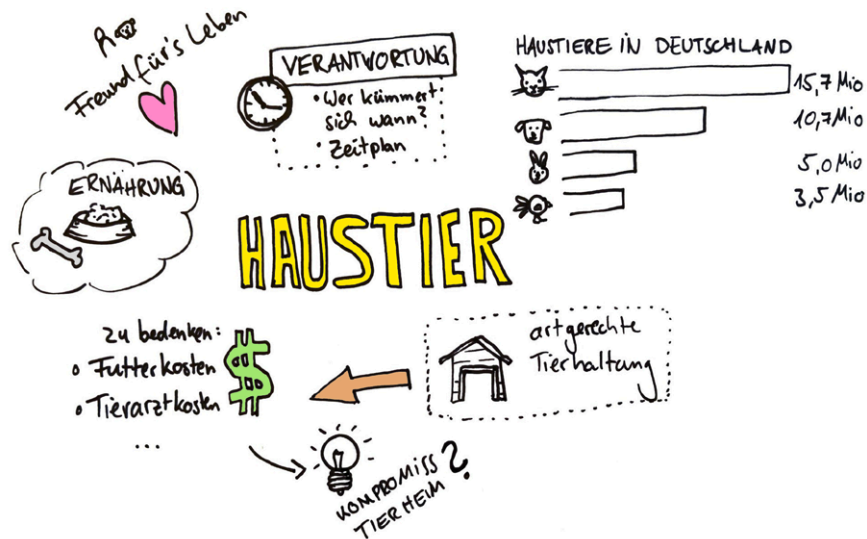 Freund für's Leben
VERANTWORTUNG
• Wer kümmert
sich wann?
• Zeitplan
HAUSTIERE IN DEUTSCHLAND
15,7 Mio
10,7 Mio
5,0 Mio
3,5 Mio
ERNÄHRUNG
HAUSTIER
zu bedenken:
• Futterkosten
• Tierarztkosten
...
$
artgerechte
Tierhaltung
KOMPROMISS ?
TIERHEIM